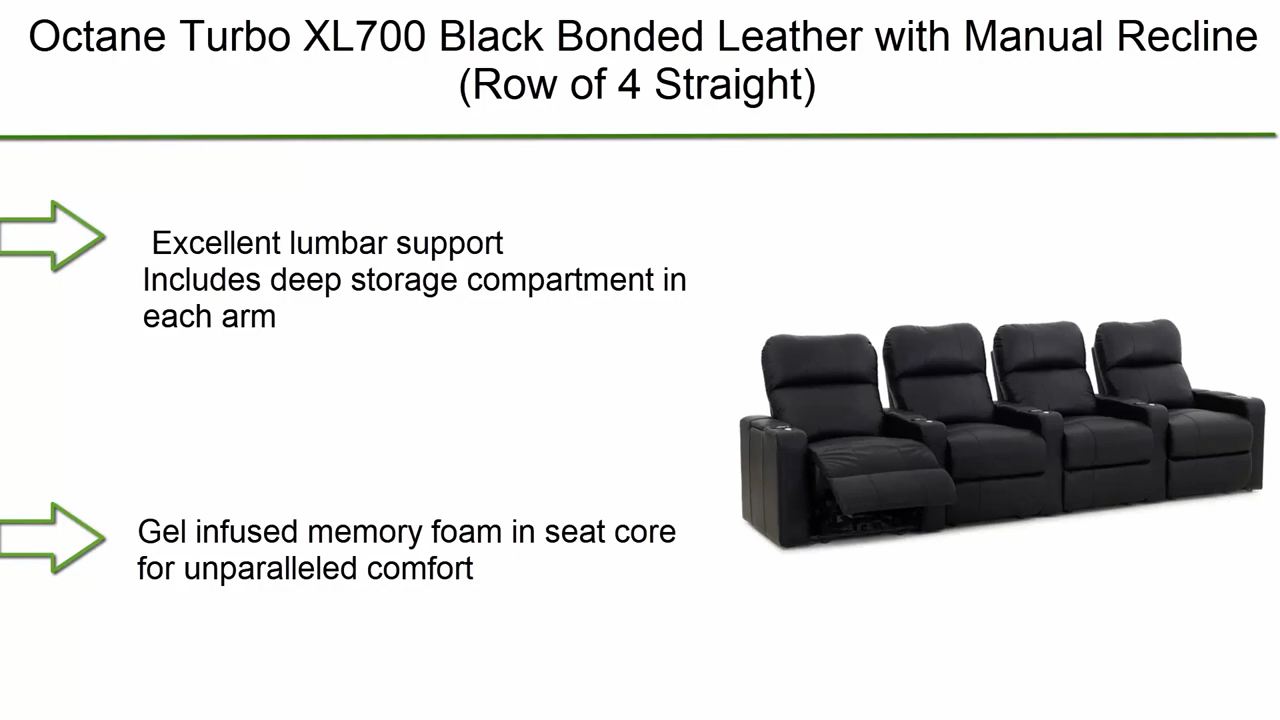 Octane Turbo XL700 Black Bonded Leather with Manual Recline
(Row of 4 Straight)
Excellent lumbar support
Includes deep storage compartment in
each arm
Gel infused memory foam in seat core
for unparalleled comfort